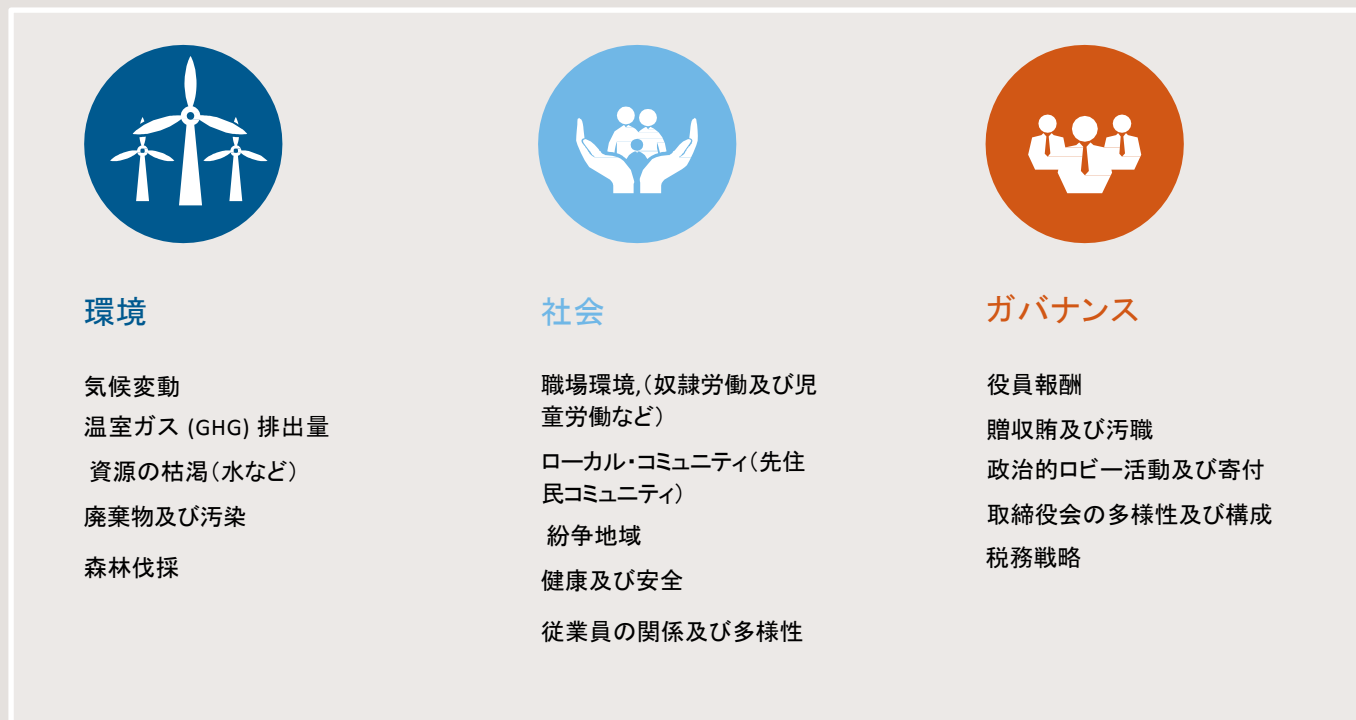 環境
気候変動
温室ガス (GHG) 排出量
資源の枯渇(水など)
廃棄物及び汚染
森林伐採
社会
職場環境,(奴隷労働及び児
童労働など)
ローカル・コミュニティ(先住
民コミュニティ)
紛争地域
健康及び安全
従業員の関係及び多様性
ガバナンス
役員報酬
贈収賄及び汚職
政治的ロビー活動及び寄付
取締役会の多様性及び構成
税務戦略